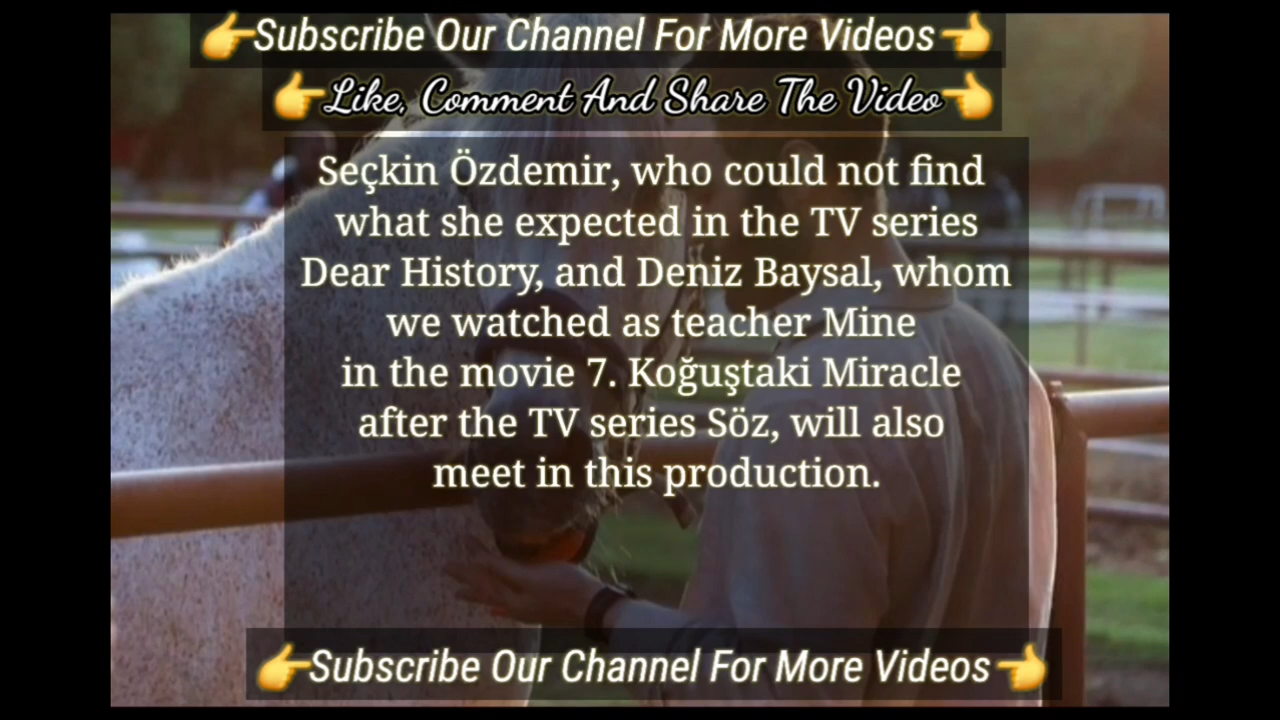 👉Subscribe Our Channel For More Videos👈
👉Like, Comment And Share The Video👈
Seçkin Özdemir, who could not find
what she expected in the TV series
Dear History, and Deniz Baysal, whom
we watched as teacher Mine
in the movie 7. Koğuştaki Miracle
after the TV series Söz, will also
meet in this production.
👉Subscribe Our Channel For More Videos👈